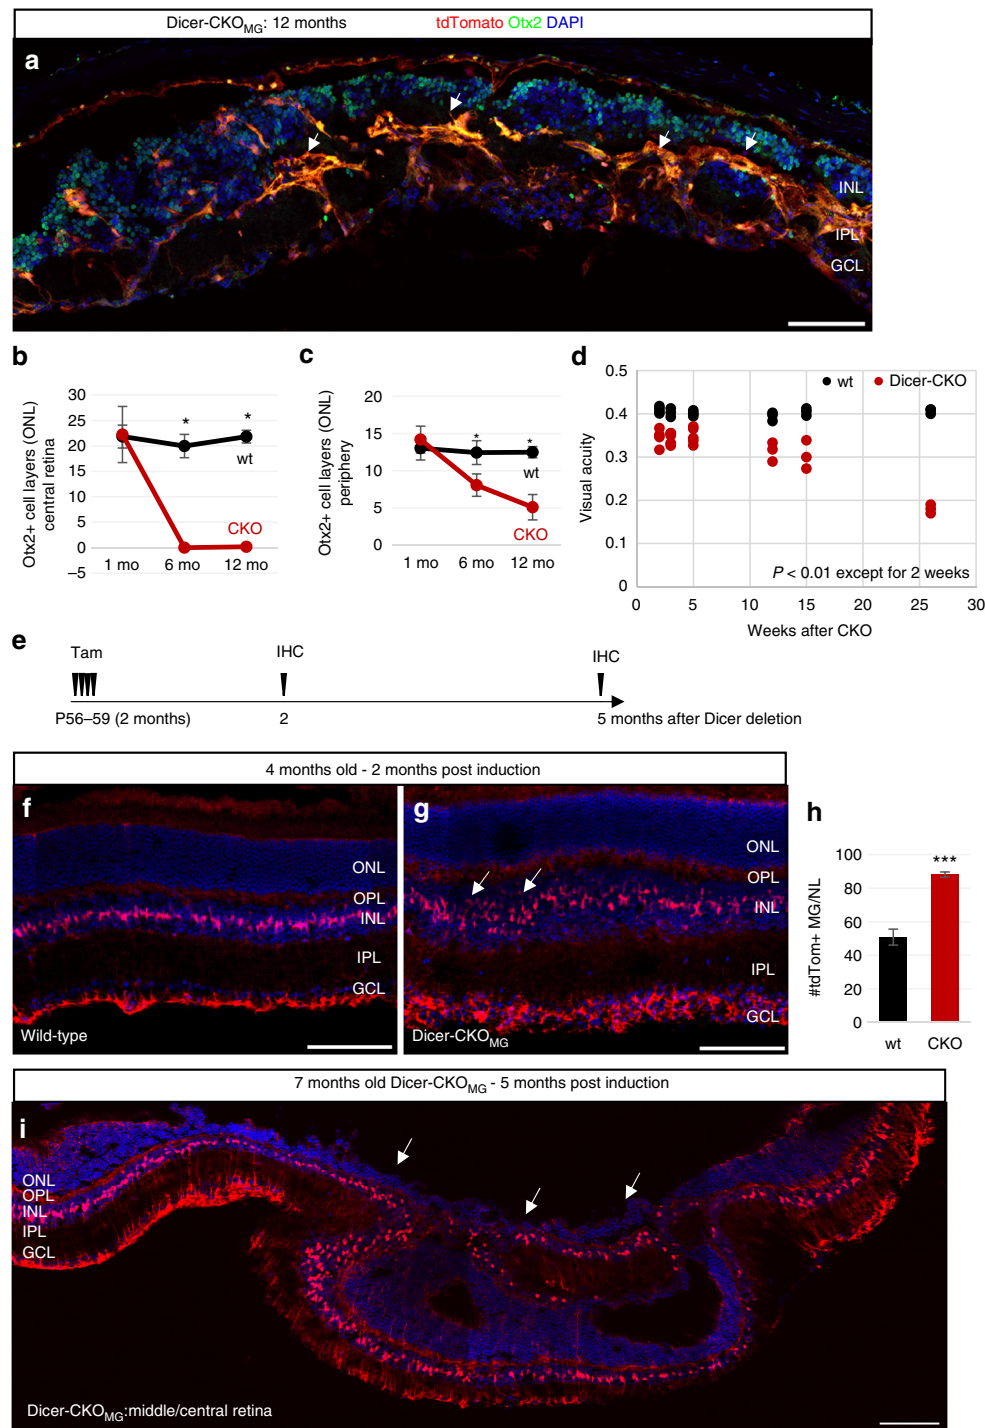 Dicer-CKOMG: 12 months tdTomato Otx2 DAPI
a
INL
IPL
GCL
b
Otx2+ cell layers (ONL)
central retina
30
25
20
15
10
5
0
–5
*
*
wt
CKO
1 mo 6 mo 12 mo
c
Otx2+ cell layers (ONL)
periphery
20
15
10
5
0
*
*
wt
CKO
1 mo 6 mo 12 mo
d
Visual acuity
0.5
0.4
0.3
0.2
0.1
0
wt Dicer-CKO
P < 0.01 except for 2 weeks
0 5 10 15 20 25 30
Weeks after CKO
e
Tam IHC IHC
P56–59 (2 months) 2 5 months after Dicer deletion
4 months old - 2 months post induction
f
ONL
OPL
INL
IPL
GCL
Wild-type
g
ONL
OPL
INL
IPL
GCL
Dicer-CKOMG
h
#tdTom+ MG/NL
100
80
60
40
20
0
***
wt CKO
7 months old Dicer-CKOMG - 5 months post induction
i
ONL
OPL
INL
IPL
GCL
Dicer-CKOMG:middle/central retina